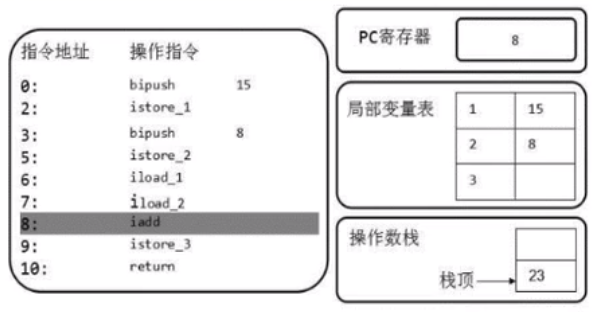 指令地址 操作指令
0: bipush 15
2: istore_1
3: bipush 8
5: istore_2
6: iload_1
7: iload_2
8: iadd
9: istore_3
10: return
PC寄存器 8
局部变量表
1 15
2 8
3
操作数栈
栈顶 23